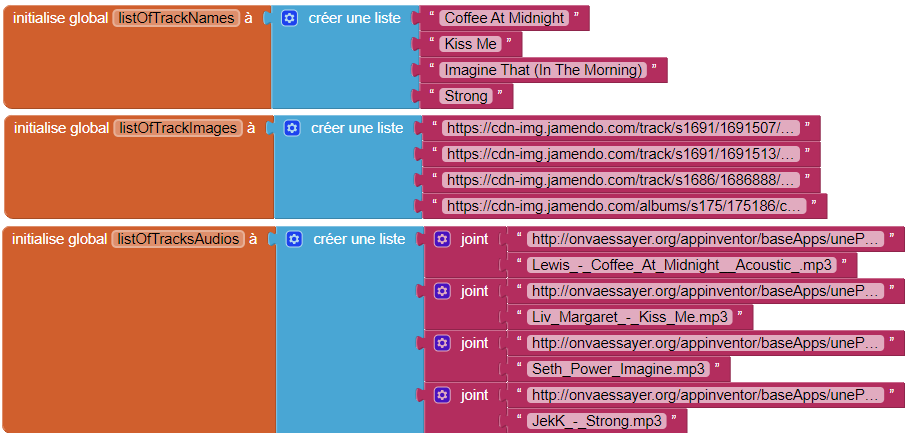 initialise global listOfTrackNames à créer une liste " Coffee At Midnight "
" Kiss Me "
" Imagine That (In The Morning) "
" Strong "
initialise global listOfTrackImages à créer une liste " https://cdn-img.jamendo.com/track/s1691/1691507/... "
" https://cdn-img.jamendo.com/track/s1691/1691513/... "
" https://cdn-img.jamendo.com/track/s1686/1686888/... "
" https://cdn-img.jamendo.com/albums/s175/175186/c... "
initialise global listOfTracksAudios à créer une liste joint " http://onvaessayer.org/appinventor/baseApps/uneP... "
" Lewis_-_Coffee_At_Midnight__Acoustic_.mp3 "
joint " http://onvaessayer.org/appinventor/baseApps/uneP... "
" Liv_Margaret_-_Kiss_Me.mp3 "
joint " http://onvaessayer.org/appinventor/baseApps/uneP... "
" Seth_Power_Imagine.mp3 "
joint " http://onvaessayer.org/appinventor/baseApps/uneP... "
" JekK_-_Strong.mp3 "